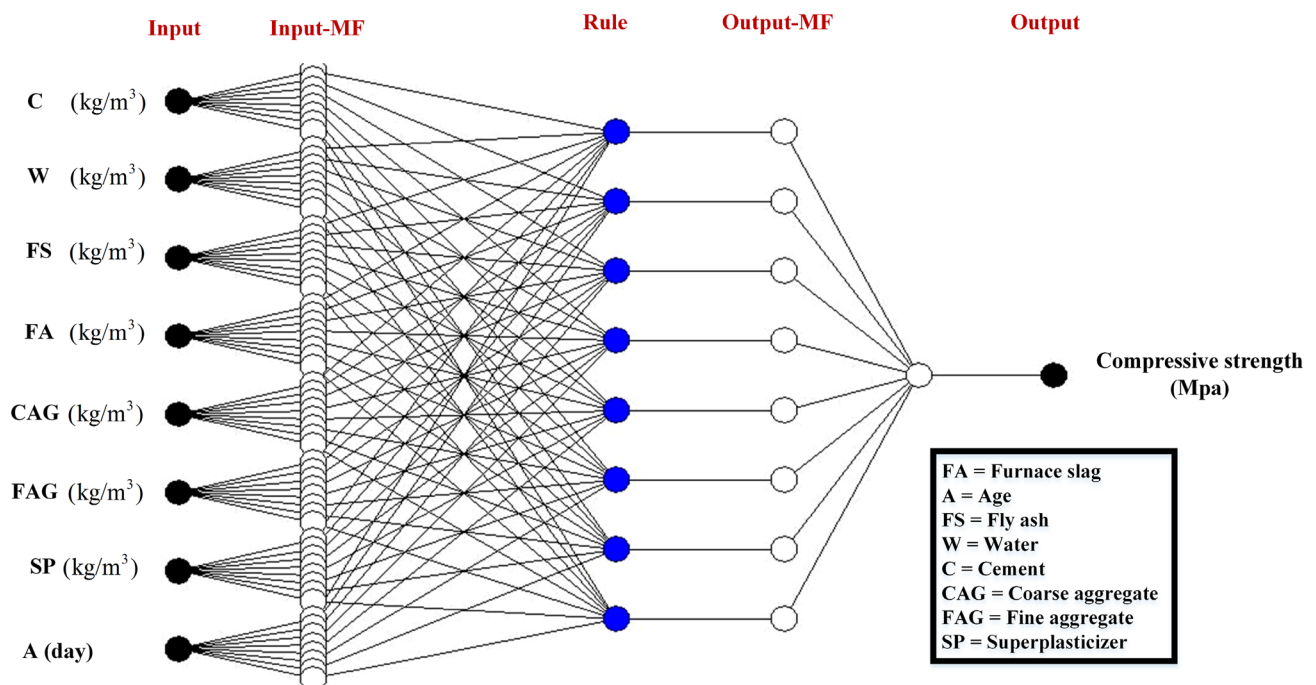 Input Input-MF Rule Output-MF Output
C (kg/m³)
W (kg/m³)
FS (kg/m³)
FA (kg/m³)
CAG (kg/m³)
FAG (kg/m³)
SP (kg/m³)
A (day)
Compressive strength
(Mpa)
FA = Furnace slag
A = Age
FS = Fly ash
W = Water
C = Cement
CAG = Coarse aggregate
FAG = Fine aggregate
SP = Superplasticizer